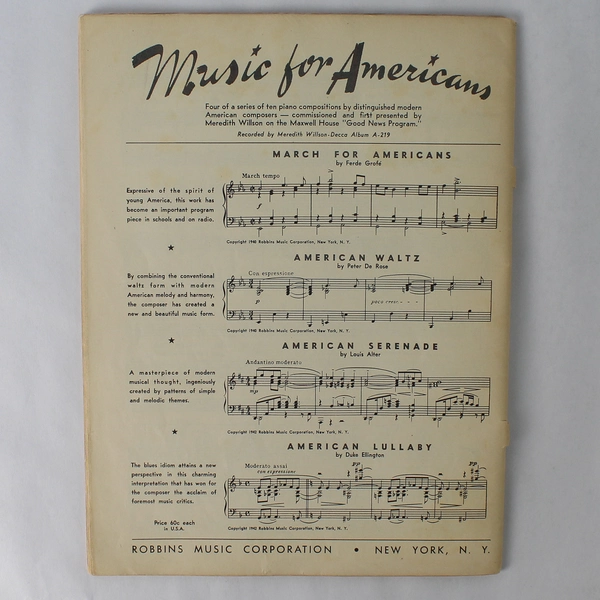 Music for Americans
Four of a series of ten piano compositions by distinguished modern
American composers — commissioned and first presented by
Meredith Willson on the Maxwell House "Good News Program."
Recorded by Meredith Willson-Decca Album A-219
MARCH FOR AMERICANS
by Ferde Grofé
Expressive of the spirit of
young America, this work has
become an important program
piece in schools and on radio.
March tempo
f
Copyright 1940 Robbins Music Corporation, New York, N. Y.
AMERICAN WALTZ
by Peter De Rose
By combining the conventional
waltz form with modern
American melody and harmony,
the composer has created a
new and beautiful music form.
Con espressione
p
poco cresc. - - -
Copyright 1940 Robbins Music Corporation, New York, N. Y.
AMERICAN SERENADE
by Louis Alter
A masterpiece of modern
musical thought, ingeniously
created by patterns of simple
and melodic themes.
Andantino moderato
mp
Copyright 1940 Robbins Music Corporation, New York, N. Y.
AMERICAN LULLABY
by Duke Ellington
The blues idiom attains a new
perspective in this charming
interpretation that has won for
the composer the acclaim of
foremost music critics.
Moderato assai
con espressione
pp
pp
Copyright 1940 Robbins Music Corporation, New York, N. Y.
Price 60c each
in U.S.A.
ROBBINS MUSIC CORPORATION • NEW YORK, N. Y.